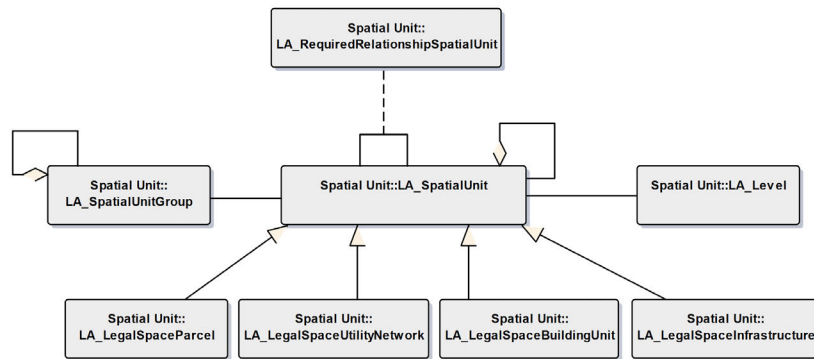 Spatial Unit::
LA_RequiredRelationshipSpatialUnit
Spatial Unit::
LA_SpatialUnitGroup
Spatial Unit::LA_SpatialUnit
Spatial Unit::LA_Level
Spatial Unit::
LA_LegalSpaceParcel
Spatial Unit::
LA_LegalSpaceUtilityNetwork
Spatial Unit::
LA_LegalSpaceBuildingUnit
Spatial Unit::
LA_LegalSpaceInfrastructure